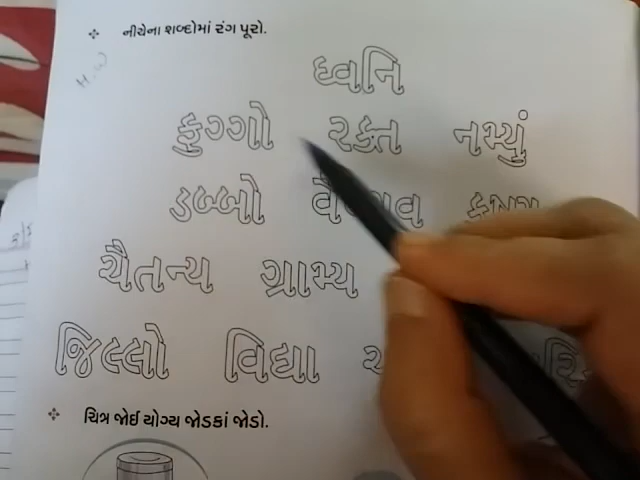 નીચેના શબ્દોમાં રંગ પૂરો.
H.W
ધ્વનિ
ફુગ્ગો રક્ત નમ્યું
ડબ્બો
ચૈતન્ય ગ્રામ્ય
જિલ્લો વિદ્યા
ચિત્ર જોઈ યોગ્ય જોડકાં જોડો.